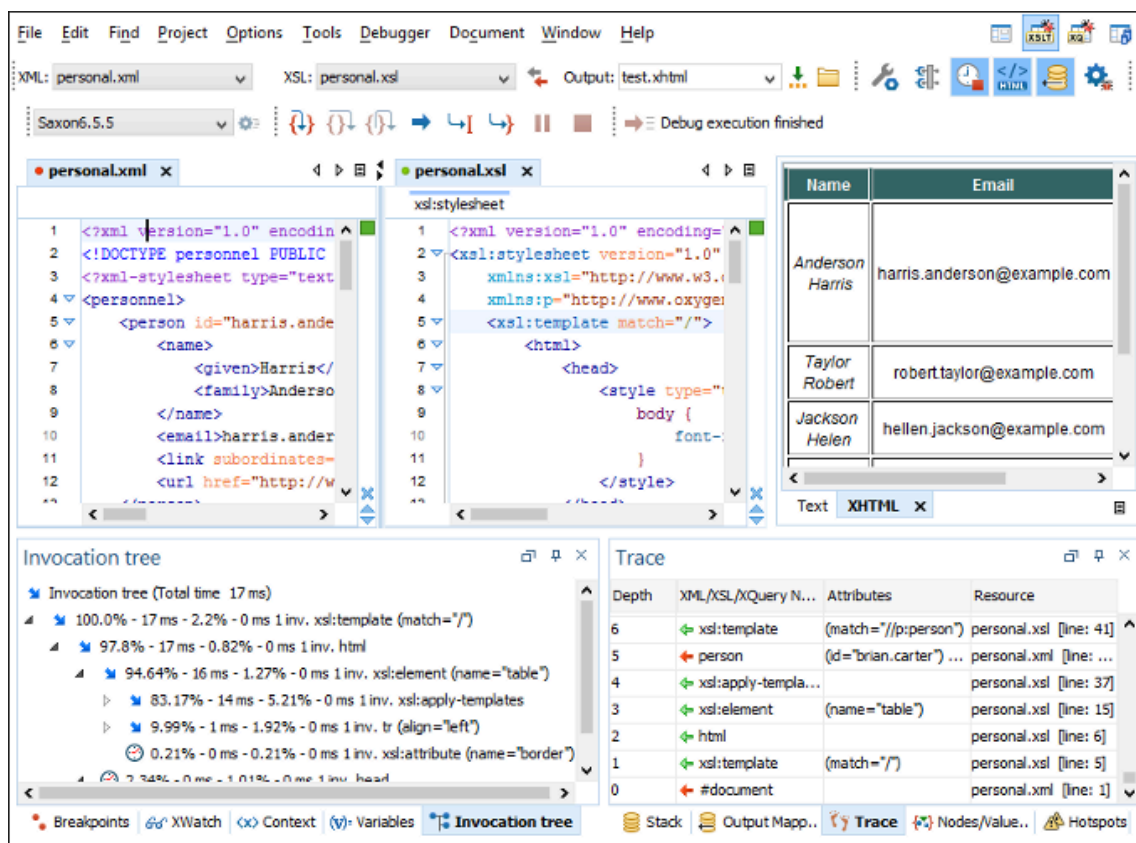 File Edit Find Project Options Tools Debugger Document Window Help
XSLT XQ
XML: personal.xml XSL: personal.xsl Output: test.xhtml </> HTML
Saxon6.5.5 Debug execution finished
personal.xml
1 <?xml version="1.0" encodin
2 <!DOCTYPE personnel PUBLIC
3 <?xml-stylesheet type="text
4 <personnel>
5 <person id="harris.ande
6 <name>
7 <given>Harris</
8 <family>Anderso
9 </name>
10 <email>harris.ander
11 <link subordinates=
12 <url href="http://w
personal.xsl
xsl:stylesheet
1 <?xml version="1.0" encoding=
2 <xsl:stylesheet version="1.0"
3 xmlns:xsl="http://www.w3.
4 xmlns:p="http://www.oxyge
5 <xsl:template match="/">
6 <html>
7 <head>
8 <style type="
9 body {
10 font-
11 }
12 </style>
Name Email
Anderson
Harris harris.anderson@example.com
Taylor
Robert robert.taylor@example.com
Jackson
Helen hellen.jackson@example.com
Text XHTML
Invocation tree
Invocation tree (Total time 17 ms)
100.0% - 17 ms - 2.2% - 0 ms 1 inv. xsl:template (match="/")
97.8% - 17 ms - 0.82% - 0 ms 1 inv. html
94.64% - 16 ms - 1.27% - 0 ms 1 inv. xsl:element (name="table")
83.17% - 14 ms - 5.21% - 0 ms 1 inv. xsl:apply-templates
9.99% - 1 ms - 1.92% - 0 ms 1 inv. tr (align="left")
0.21% - 0 ms - 0.21% - 0 ms 1 inv. xsl:attribute (name="border")
2.34% - 0 ms - 1.01% - 0 ms 1 inv. head
Breakpoints XWatch Context Variables Invocation tree
Trace
Depth XML/XSL/XQuery N... Attributes Resource
6 xsl:template (match="//p:person") personal.xsl [line: 41]
5 person (id="brian.carter") ... personal.xml [line: ...
4 xsl:apply-templa... personal.xsl [line: 37]
3 xsl:element (name="table") personal.xsl [line: 15]
2 html personal.xsl [line: 6]
1 xsl:template (match="/") personal.xsl [line: 5]
0 #document personal.xml [line: 1]
Stack Output Mapp.. Trace Nodes/Value.. Hotspots